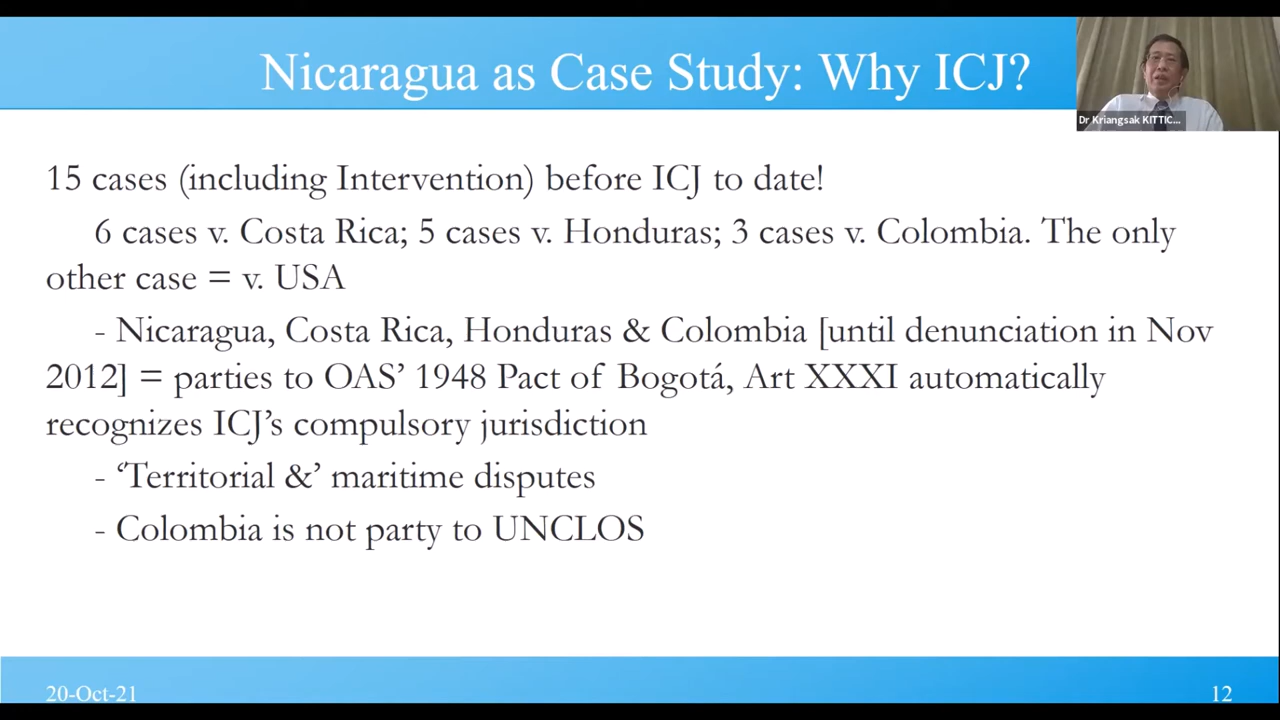 Nicaragua as Case Study: Why ICJ?
Dr Kriangsak KITTIC...
15 cases (including Intervention) before ICJ to date!
6 cases v. Costa Rica; 5 cases v. Honduras; 3 cases v. Colombia. The only
other case = v. USA
- Nicaragua, Costa Rica, Honduras & Colombia [until denunciation in Nov
2012] = parties to OAS' 1948 Pact of Bogotá, Art XXXI automatically
recognizes ICJ's compulsory jurisdiction
- 'Territorial &' maritime disputes
- Colombia is not party to UNCLOS
20-Oct-21
12